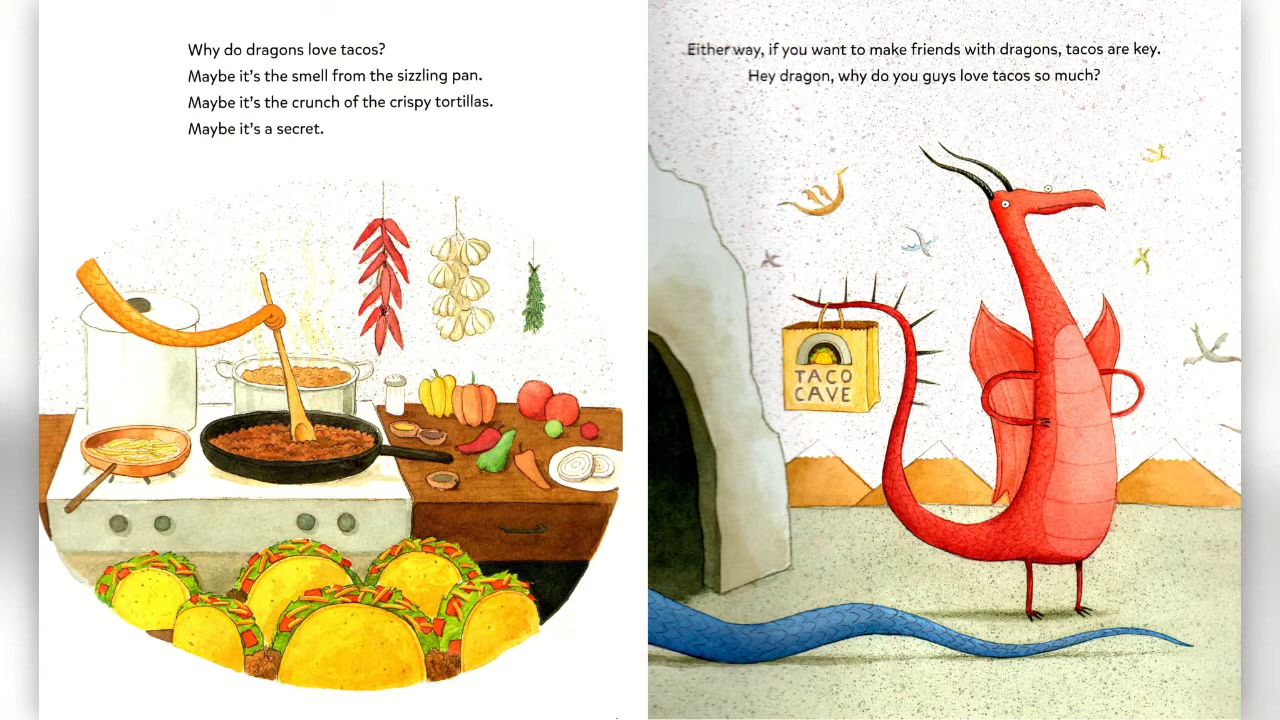 Why do dragons love tacos?
Maybe it's the smell from the sizzling pan.
Maybe it's the crunch of the crispy tortillas.
Maybe it's a secret.
Either way, if you want to make friends with dragons, tacos are key.
Hey dragon, why do you guys love tacos so much?
TACO
CAVE